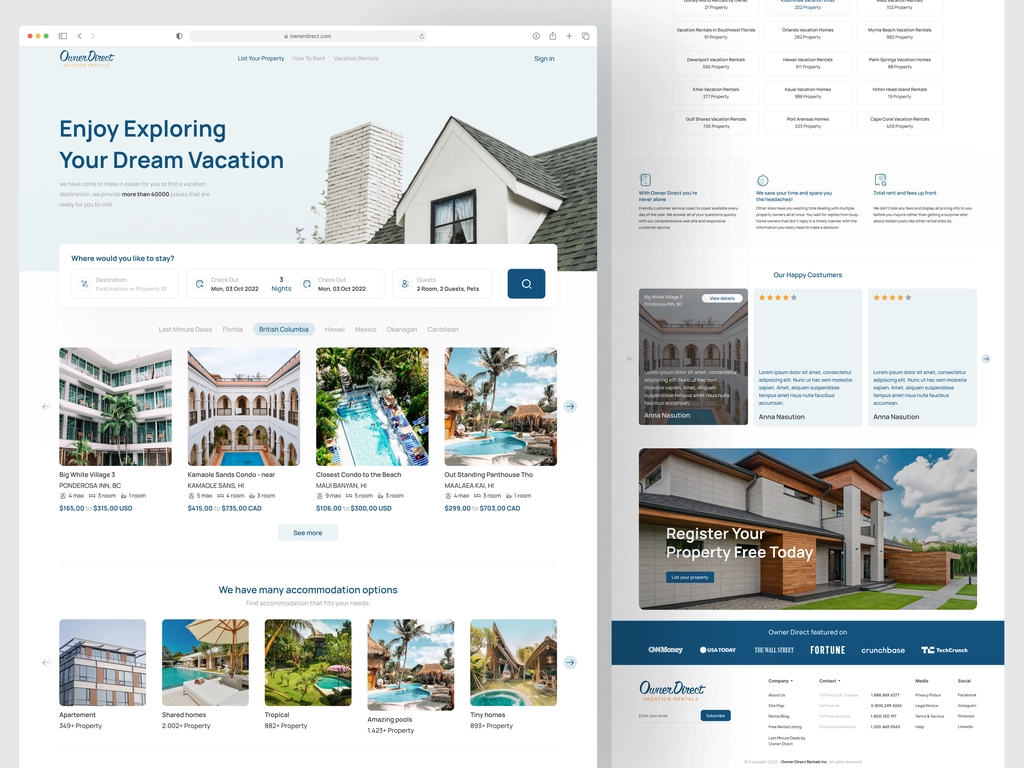 ownerdirect.com
OwnerDirect
VACATION RENTALS
List Your Property
How To Rent
Vacation Rentals
Sign in
Enjoy Exploring
Your Dream Vacation
we have come to make it easier for you to find a vacation
destination, we provide more than 40000 places that are
ready for you to visit!
Where would you like to stay?
Destination
Destination or Property ID
Check Out
Mon, 03 Oct 2022
3
Nights
Check Out
Mon, 03 Oct 2022
Guests
2 Room, 2 Guests, Pets
Last Minute Deals
Florida
British Columbia
Hawaii
Mexico
Okanagan
Caribbean
Big White Village 3
PONDEROSA INN, BC
4 max 3 room 1 room
$165,00 to $315,00 USD
Kamaole Sands Condo - near
KAMAOLE SANS, HI
5 max 4 room 3 room
$415,00 to $735,00 CAD
Closest Condo to the Beach
MAUI BANYAN, HI
9 max 5 room 3 room
$106,00 to $300,00 USD
Out Standing Panthouse Tho
MAALAEA KAI, HI
4 max 3 room 1 room
$299,00 to $703,00 CAD
See more
We have many accommodation options
Find accommodation that fits your needs.
Apartement
349+ Property
Shared homes
2.002+ Property
Tropical
882+ Property
Amazing pools
1.423+ Property
Tiny homes
893+ Property
21 Property
202 Property
102 Property
Vacation Rentals in Southwest Florida
91 Property
Orlando Vacation Homes
282 Property
Myrtle Beach Vacation Rentals
982 Property
Davenport Vacation Rentals
556 Property
Hawaii Vacation Rentals
911 Property
Palm Springs Vacation Homes
88 Property
Kihei Vacation Rentals
277 Property
Kauai Vacation Homes
988 Property
Hilton Head Island Rentals
19 Property
Gulf Shores Vacation Rentals
726 Property
Port Aransas Homes
223 Property
Cape Coral Vacation Rentals
409 Property
With Owner Direct you're
never alone
Friendly customer service coast to coast available every
day of the year. We answer all of your questions quickly
with our comprehensive web site and responsive
customer service.
We save your time and spare you
the headaches!
Other sites have you wasting time dealing with multiple
property owners all at once. You wait for replies from busy
home owners that don't reply in a timely manner with the
information you really need to make a decision.
Total rent and fees up front
We don't hide any fees and display all pricing info to you
before you inquire rather than getting a surprise later
about hidden costs like other rental sites do.
Our Happy Costumers
Big White Village 3
Ponderosa INN, BC
View details
Lorem ipsum dolor sit amet, consectetur
adipiscing elit. Nunc ut sem non molestie
molestie sapien. Amet, aliquam
suspendisse tempus amet risus nulla
faucibus accumsan.
Anna Nasution
Lorem ipsum dolor sit amet, consectetur
adipiscing elit. Nunc ut sem molestie
sapien. Amet, aliquam suspendisse
tempus amet risus nulla faucibus
accumsan.
Anna Nasution
Lorem ipsum dolor sit amet, consectetur
adipiscing elit. Nunc ut sem molestie
sapien. Amet, aliquam suspendisse
tempus amet risus nulla faucibus
accumsan.
Anna Nasution
Register Your
Property Free Today
List your property
Owner Direct featured on
CNNMoney
USA TODAY
THE WALL STREET
FORTUNE
crunchbase
TechCrunch
OwnerDirect
VACATION RENTALS
Enter your email
Subscribe
Company
About Us
Site Map
Rental Blog
Free Rental Listing
Last Minute Deals by
Owner Direct
Contact
Toll Free USA, Canada 1.888.869.6377
0.800.249.4265
Toll Free Australia 1.800.150.197
International Rentals 1.250.469.9543
Media
Privacy Policy
Legal Notice
Terms & Service
Help
Social
Facebook
Instagram
Pinterest
Linkedin
© Copyright 2022 - Owner Direct Rentals Inc. All rights reserved.